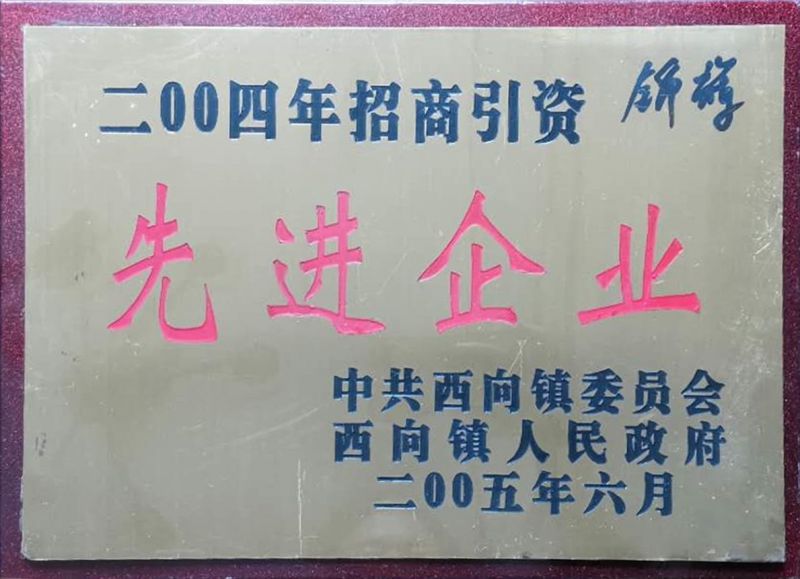 二00四年招商引资
先进企业
中共西向镇委员会
西向镇人民政府
二00五年六月